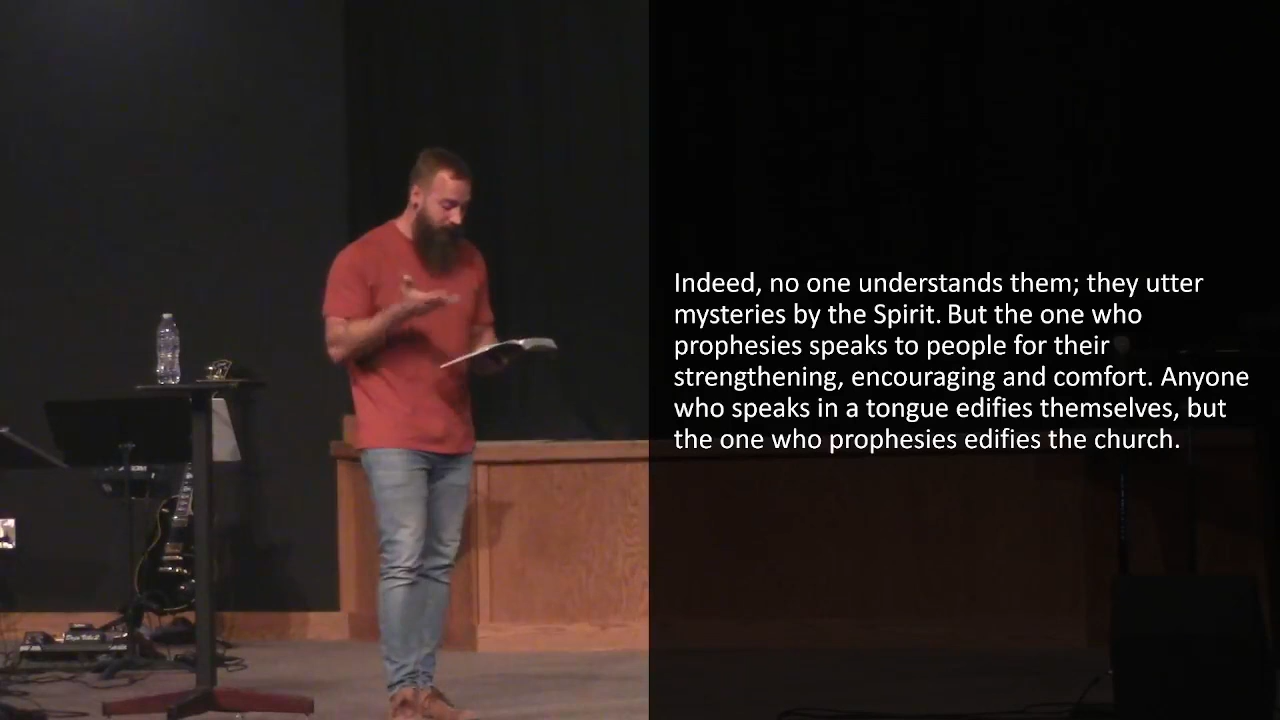 Indeed, no one understands them; they utter
mysteries by the Spirit. But the one who
prophesies speaks to people for their
strengthening, encouraging and comfort. Anyone
who speaks in a tongue edifies themselves, but
the one who prophesies edifies the church.